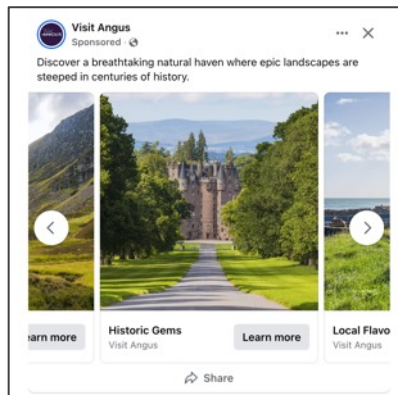 Visit Angus
Sponsored ·
Discover a breathtaking natural haven where epic landscapes are
steeped in centuries of history.
earn more
Historic Gems
Visit Angus
Learn more
Local Flavo
Visit Angus
Share